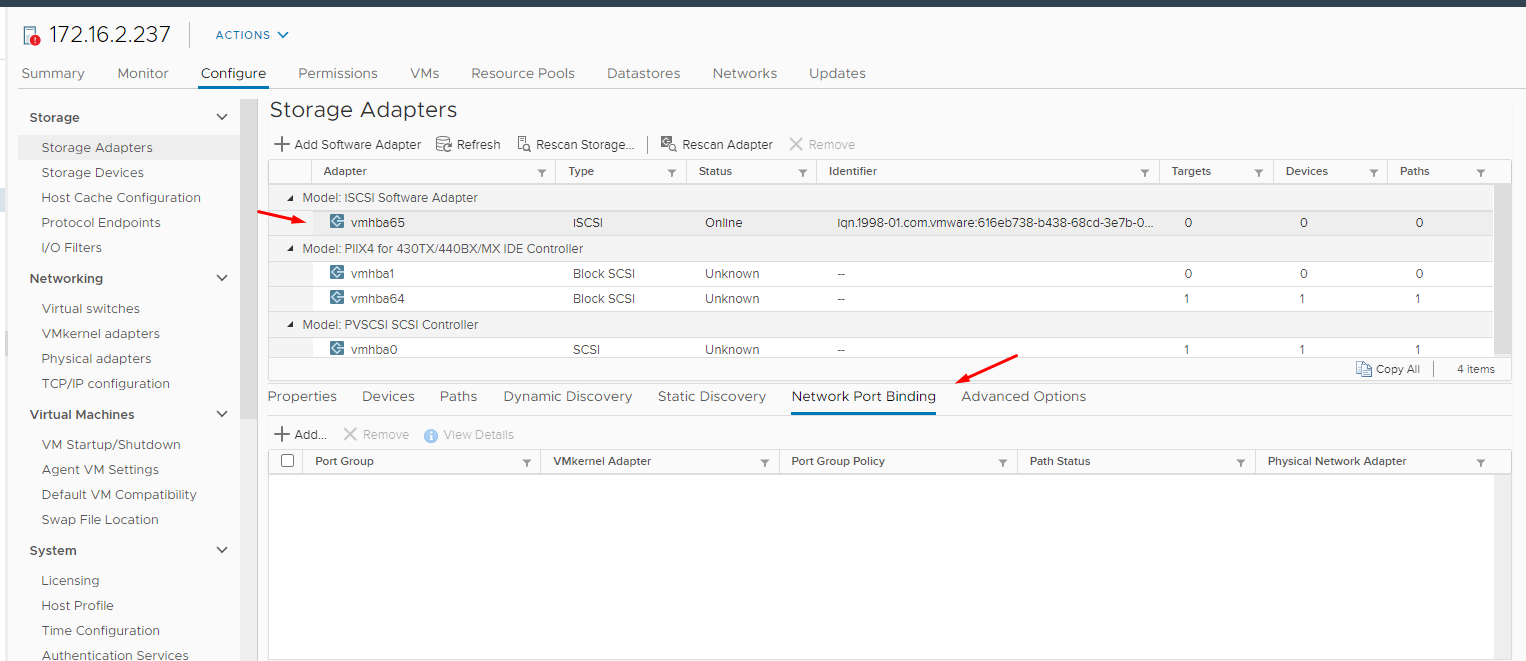 172.16.2.237 ACTIONS
Summary Monitor Configure Permissions VMs Resource Pools Datastores Networks Updates
Storage
Storage Adapters
Storage Devices
Host Cache Configuration
Protocol Endpoints
I/O Filters
Networking
Virtual switches
VMkernel adapters
Physical adapters
TCP/IP configuration
Virtual Machines
VM Startup/Shutdown
Agent VM Settings
Default VM Compatibility
Swap File Location
System
Licensing
Host Profile
Time Configuration
Authentication Services
Storage Adapters
Add Software Adapter Refresh Rescan Storage... Rescan Adapter Remove
Adapter Type Status Identifier Targets Devices Paths
Model: iSCSI Software Adapter
vmhba65 iSCSI Online iqn.1998-01.com.vmware:616eb738-b438-68cd-3e7b-0... 0 0 0
Model: PIIX4 for 430TX/440BX/MX IDE Controller
vmhba1 Block SCSI Unknown -- 0 0 0
vmhba64 Block SCSI Unknown -- 1 1 1
Model: PVSCSI SCSI Controller
vmhba0 SCSI Unknown -- 1 1 1
Copy All 4 items
Properties Devices Paths Dynamic Discovery Static Discovery Network Port Binding Advanced Options
Add... Remove View Details
Port Group VMkernel Adapter Port Group Policy Path Status Physical Network Adapter